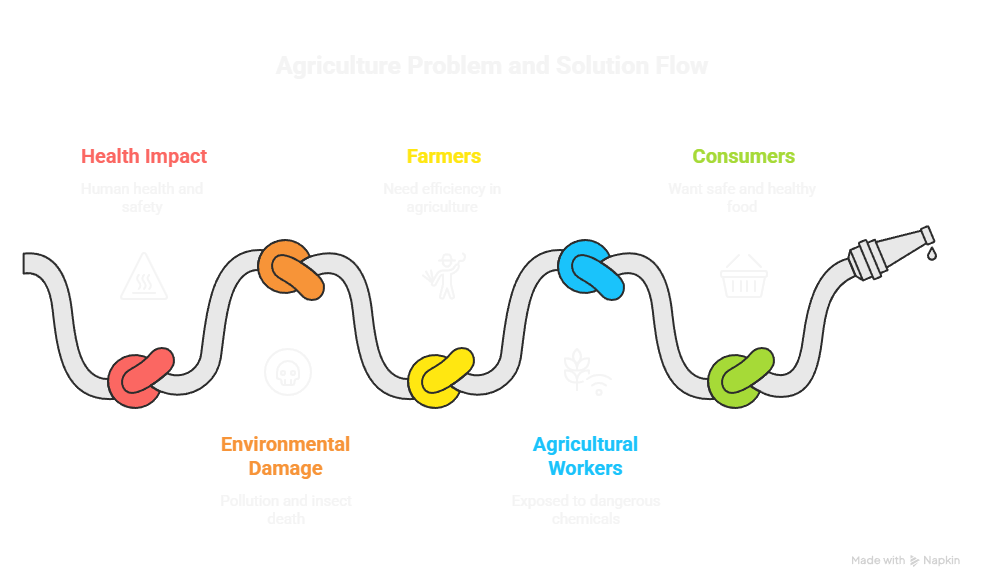 Agriculture Problem and Solution Flow
Health Impact
Human health and
safety
Farmers
Need efficiency in
agriculture
Consumers
Want safe and healthy
food
Environmental
Damage
Pollution and insect
death
Agricultural
Workers
Exposed to dangerous
chemicals
Made with Napkin